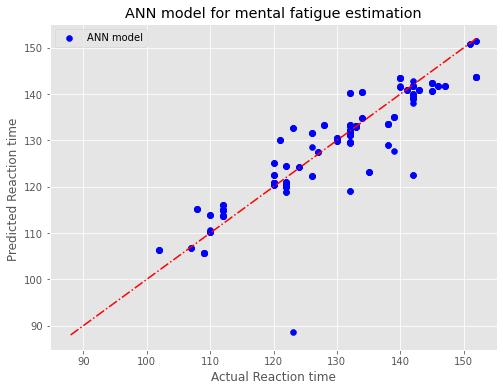 ANN model for mental fatigue estimation
ANN model
150
140
130
120
110
100
90
Predicted Reaction time
90 100 110 120 130 140 150
Actual Reaction time